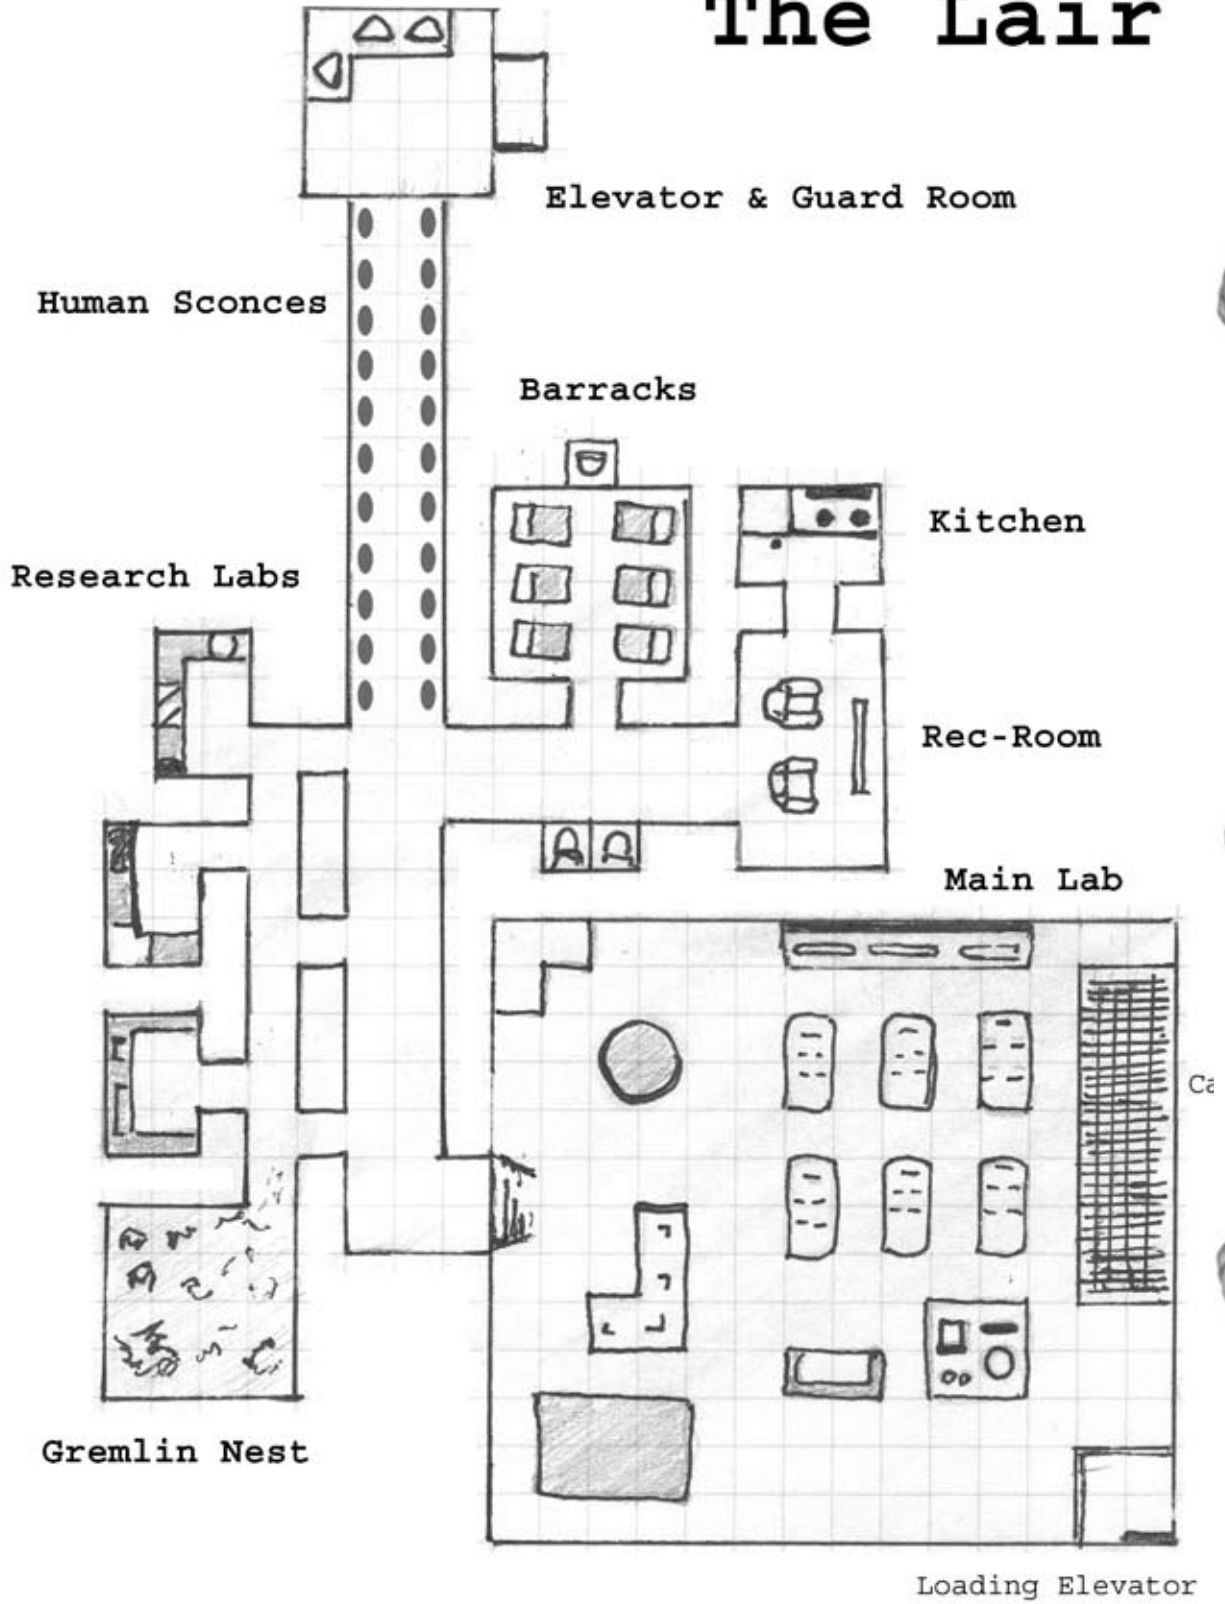 The Lair
Elevator & Guard Room
Human Sconces
Barracks
Kitchen
Research Labs
Rec-Room
Main Lab
Ca
Gremlin Nest
Loading Elevator